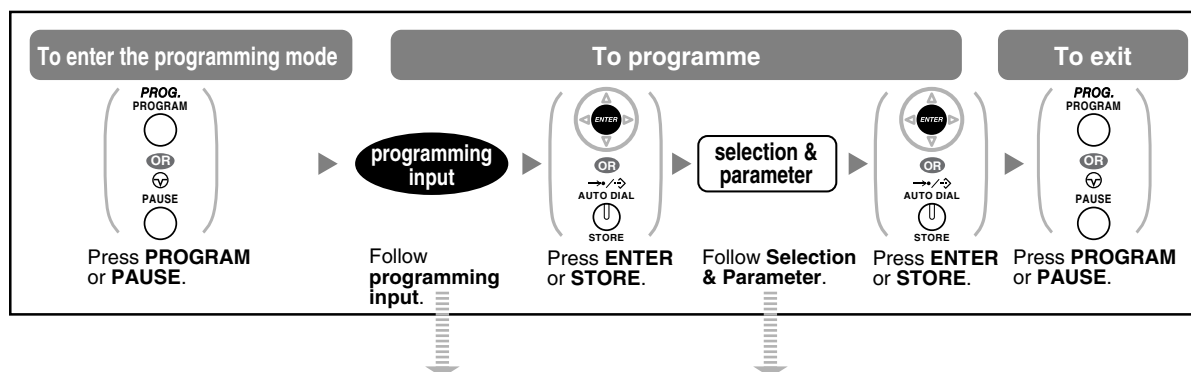 To enter the programming mode
To programme
To exit
PROG.
PROGRAM
OR
PAUSE
Press PROGRAM
or PAUSE.
programming
input
Follow
programming
input.
ENTER
OR
AUTO DIAL
STORE
Press ENTER
or STORE.
selection &
parameter
Follow Selection
& Parameter.
ENTER
OR
AUTO DIAL
STORE
Press ENTER
or STORE.
PROG.
PROGRAM
OR
PAUSE
Press PROGRAM
or PAUSE.